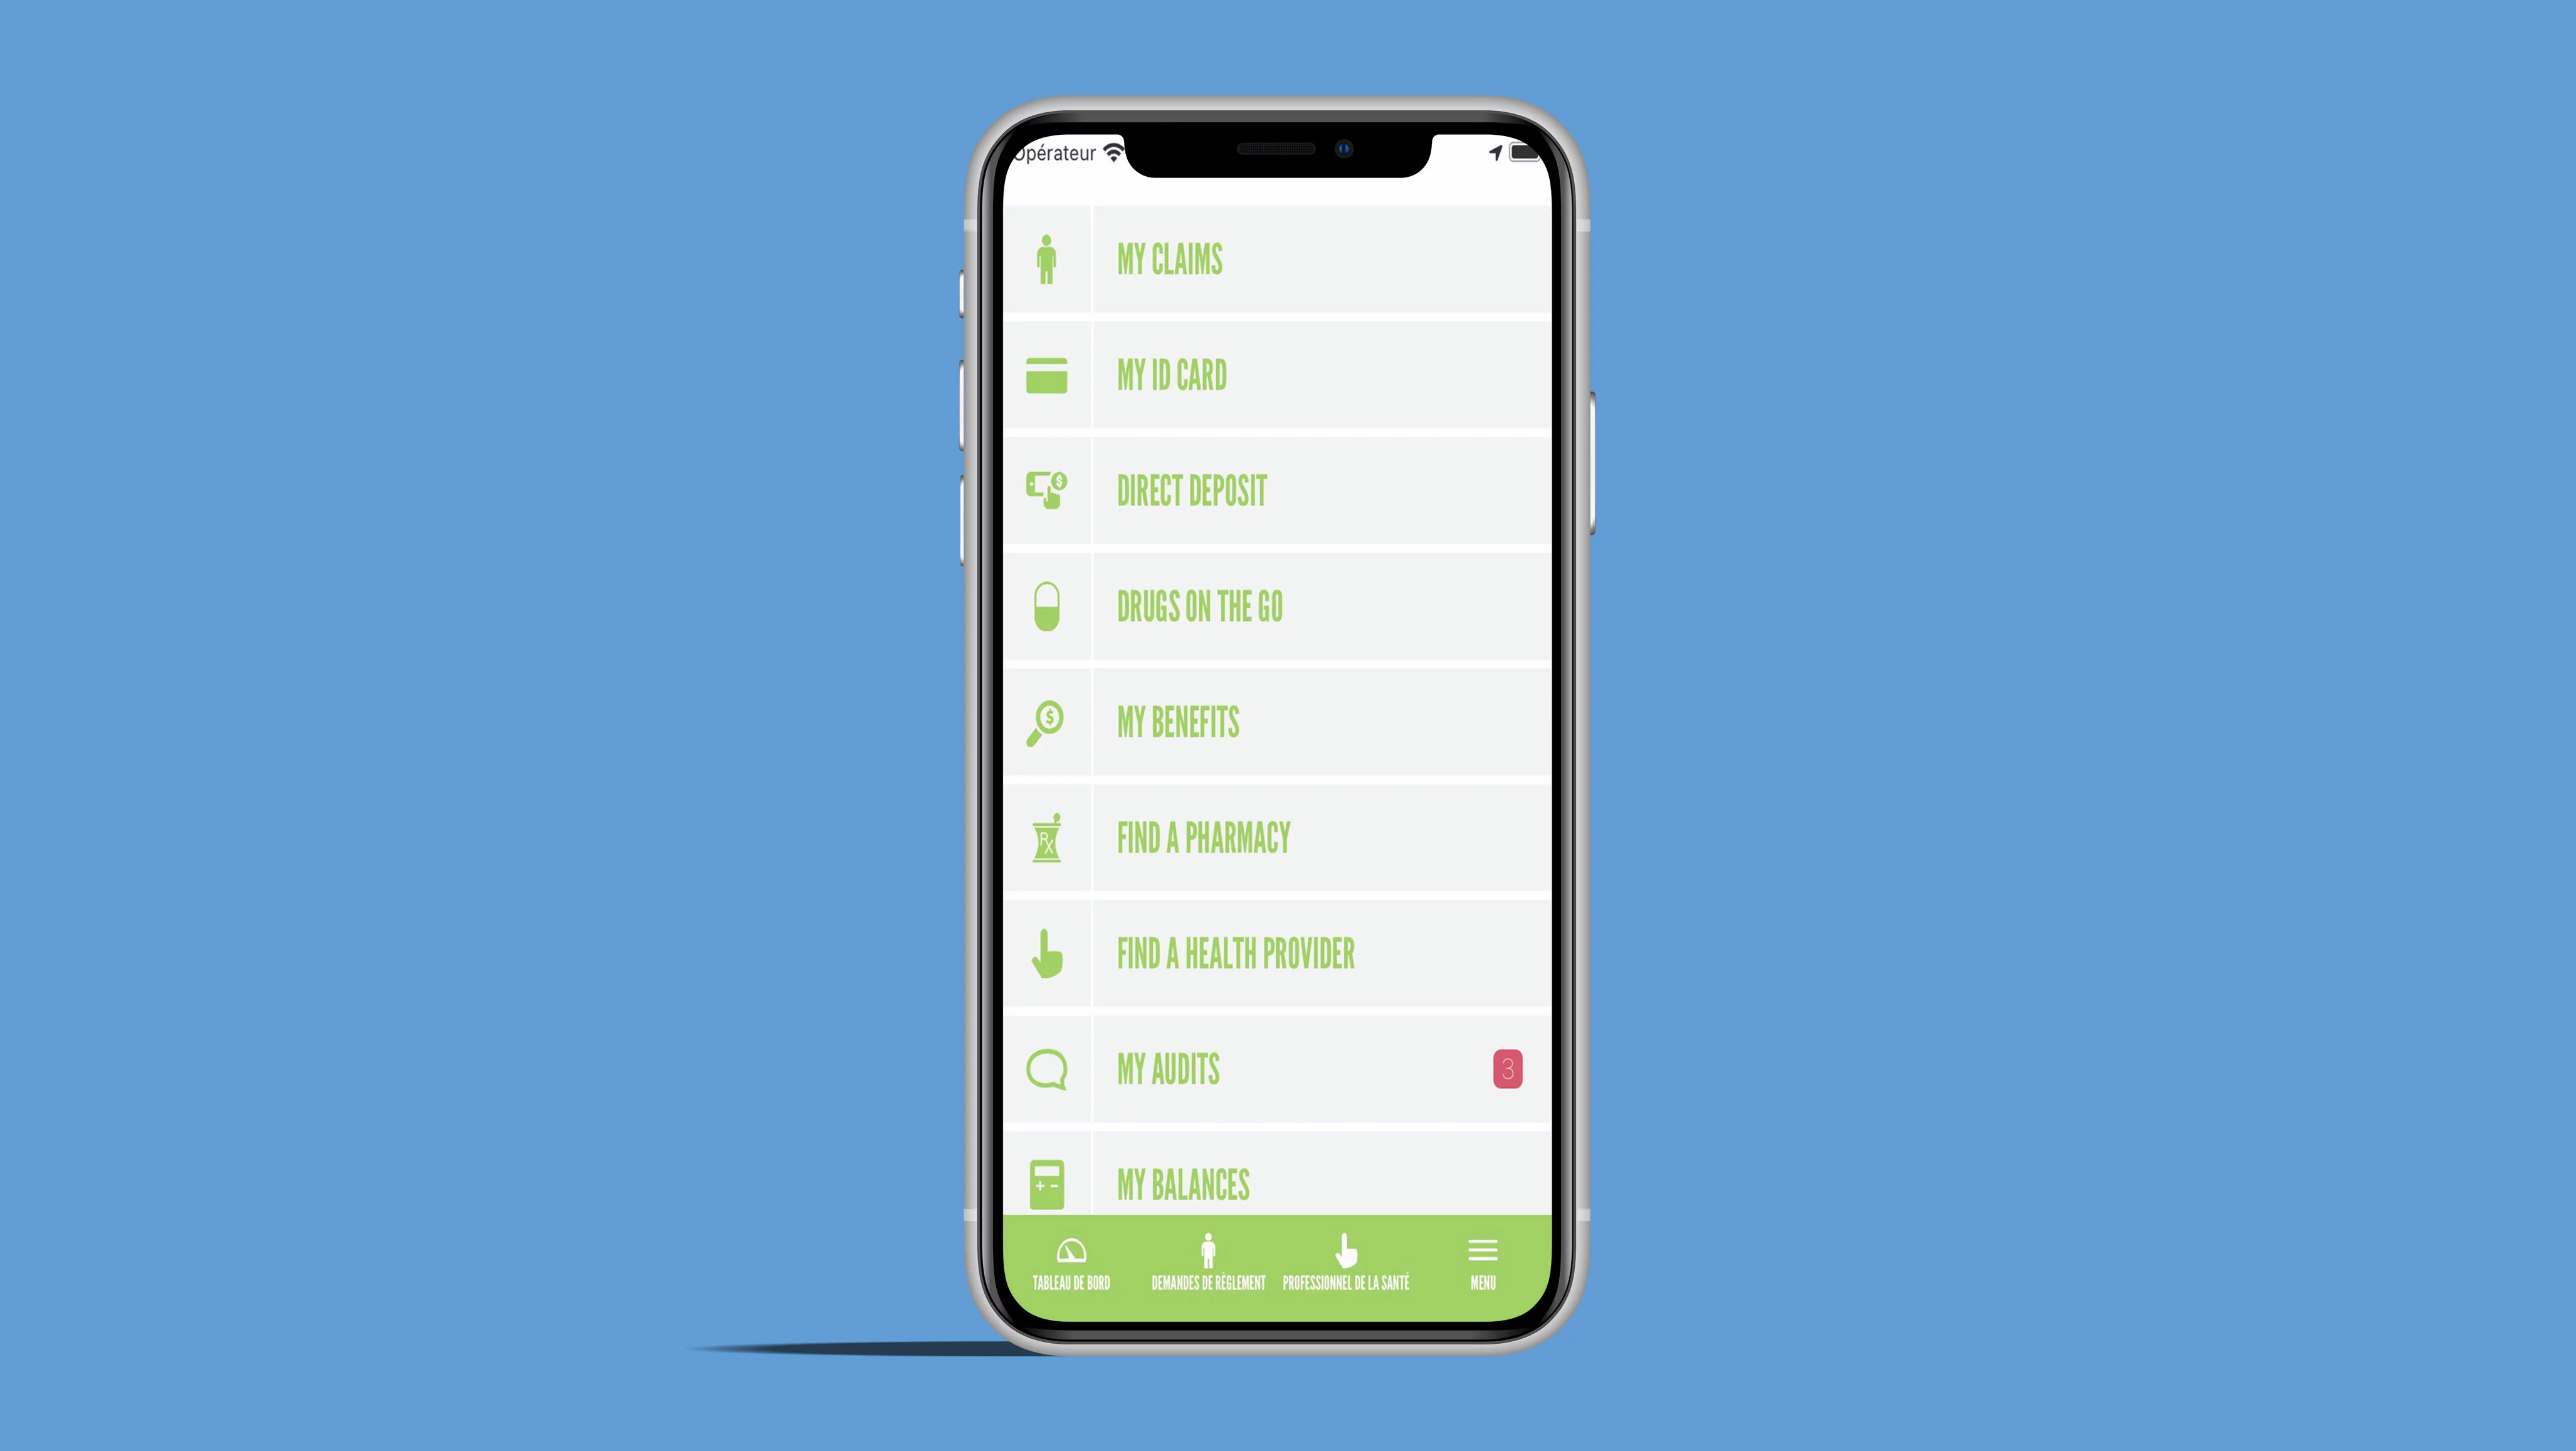 Opérateur
MY CLAIMS
MY ID CARD
DIRECT DEPOSIT
$
DRUGS ON THE GO
MY BENEFITS
$
FIND A PHARMACY
RX
FIND A HEALTH PROVIDER
MY AUDITS
3
MY BALANCES
TABLEAU DE BORD
DEMANDES DE RÈGLEMENT
PROFESSIONNEL DE LA SANTÉ
MENU